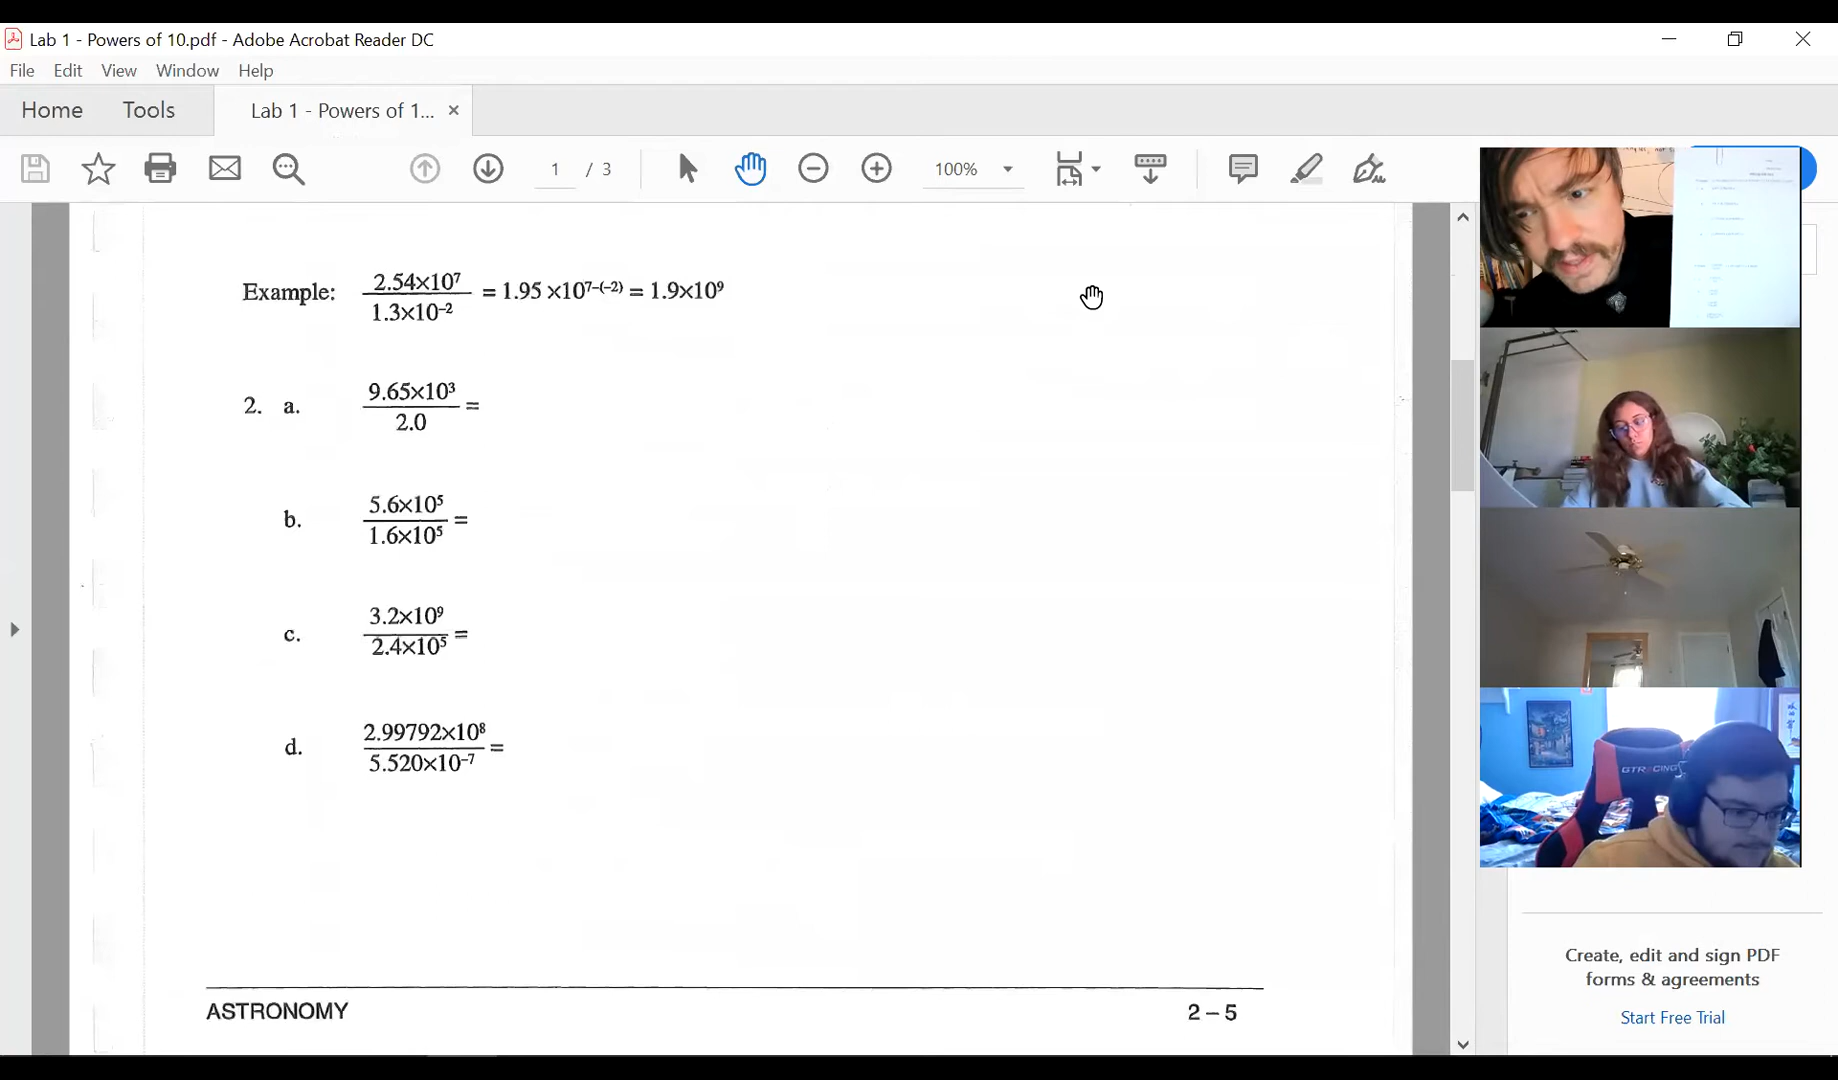 Lab 1 - Powers of 10.pdf - Adobe Acrobat Reader DC
File Edit View Window Help
Home Tools Lab 1 - Powers of 1... ×
1 / 3 100%
Example: 2.54×10⁷ / 1.3×10⁻² = 1.95 ×10⁷⁻⁽⁻²⁾ = 1.9×10⁹
2. a. 9.65×10³ / 2.0 =
b. 5.6×10⁵ / 1.6×10⁵ =
c. 3.2×10⁹ / 2.4×10⁵ =
d. 2.99792×10⁸ / 5.520×10⁻⁷ =
ASTRONOMY 2 – 5
GTRACING
Create, edit and sign PDF
forms & agreements
Start Free Trial